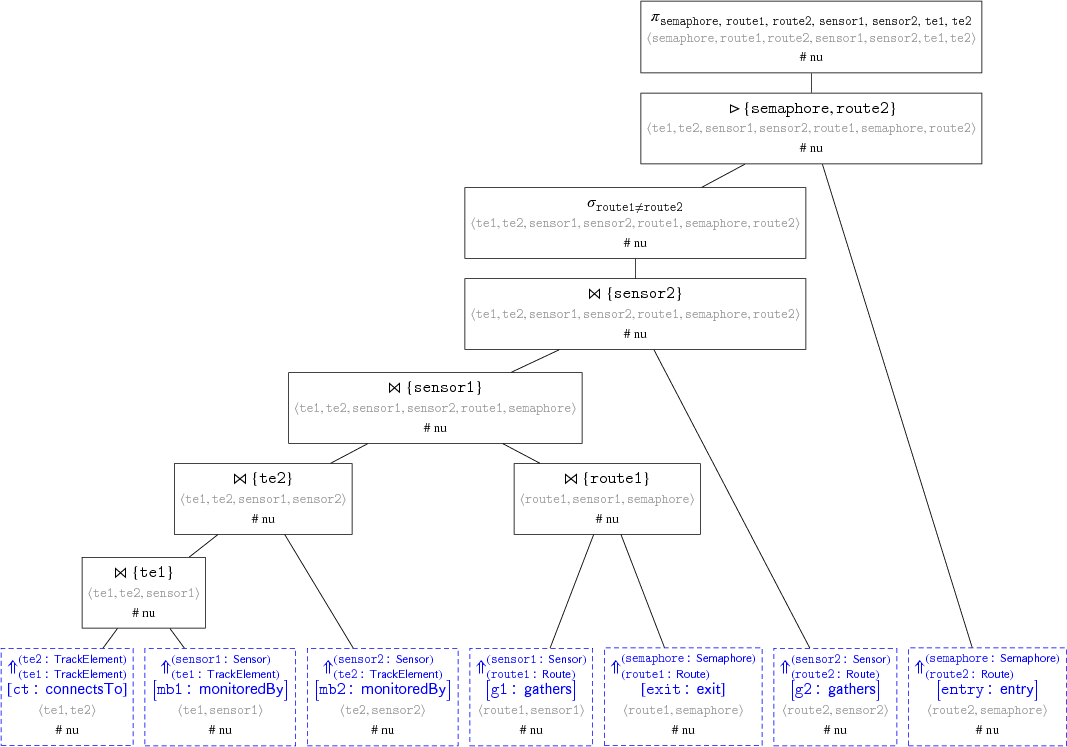 π semaphore, route1, route2, sensor1, sensor2, te1, te2
⟨semaphore, route1, route2, sensor1, sensor2, te1, te2⟩
# nu
▷ {semaphore, route2}
⟨te1, te2, sensor1, sensor2, route1, semaphore, route2⟩
# nu
σ route1≠route2
⟨te1, te2, sensor1, sensor2, route1, semaphore, route2⟩
# nu
⋈ {sensor2}
⟨te1, te2, sensor1, sensor2, route1, semaphore, route2⟩
# nu
⋈ {sensor1}
⟨te1, te2, sensor1, sensor2, route1, semaphore⟩
# nu
⋈ {te2}
⟨te1, te2, sensor1, sensor2⟩
# nu
⋈ {route1}
⟨route1, sensor1, semaphore⟩
# nu
⋈ {te1}
⟨te1, te2, sensor1⟩
# nu
⇑ (te2: TrackElement)
(te1: TrackElement)
[ct: connectsTo]
⟨te1, te2⟩
# nu
⇑ (sensor1: Sensor)
(te1: TrackElement)
[mb1: monitoredBy]
⟨te1, sensor1⟩
# nu
⇑ (sensor2: Sensor)
(te2: TrackElement)
[mb2: monitoredBy]
⟨te2, sensor2⟩
# nu
⇑ (sensor1: Sensor)
(route1: Route)
[g1: gathers]
⟨route1, sensor1⟩
# nu
⇑ (semaphore: Semaphore)
(route1: Route)
[exit: exit]
⟨route1, semaphore⟩
# nu
⇑ (sensor2: Sensor)
(route2: Route)
[g2: gathers]
⟨route2, sensor2⟩
# nu
⇑ (semaphore: Semaphore)
(route2: Route)
[entry: entry]
⟨route2, semaphore⟩
# nu